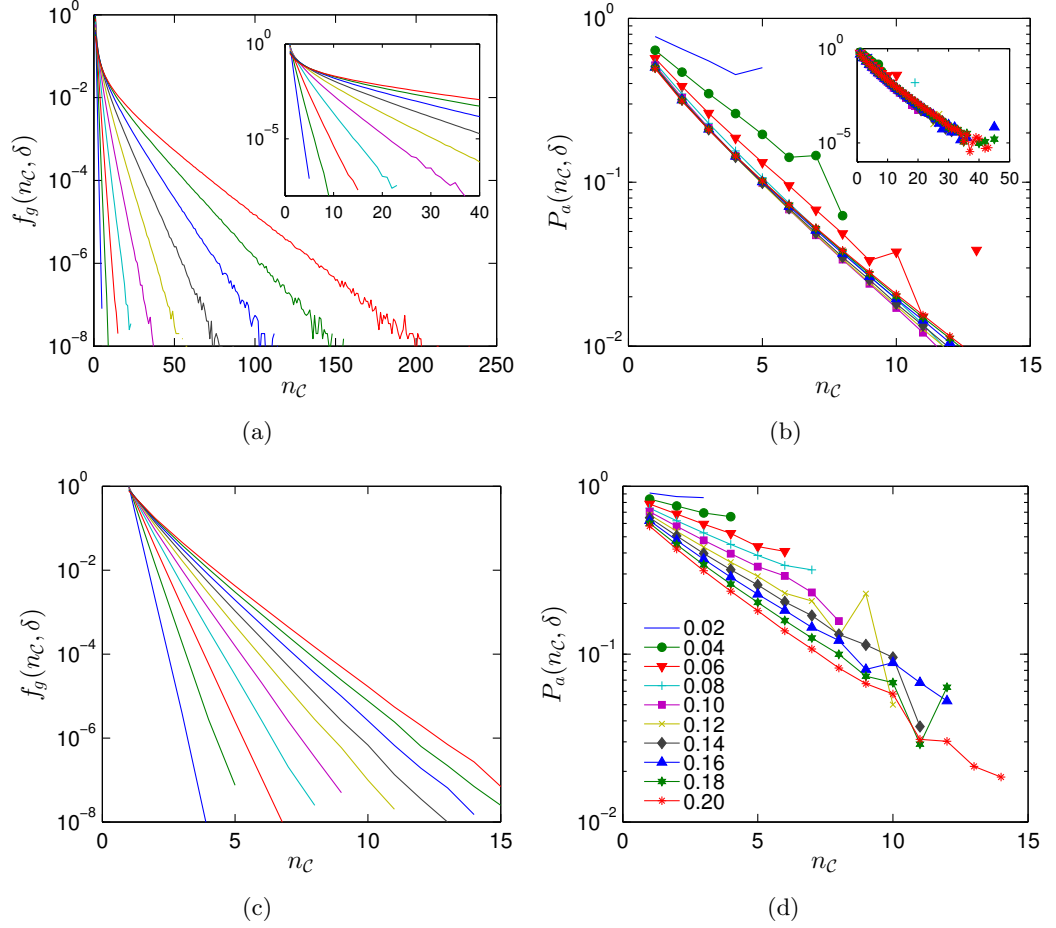 10^0
10^-2
10^-4
10^-6
10^-8
f_g(n_C, δ)
0 50 100 150 200 250
n_C
10^0
10^-5
0 10 20 30 40
(a)
10^0
10^-1
10^-2
P_a(n_C, δ)
0 5 10 15
n_C
10^0
10^-5
0 10 20 30 40 50
(b)
10^0
10^-2
10^-4
10^-6
10^-8
f_g(n_C, δ)
0 5 10 15
n_C
(c)
10^0
10^-1
10^-2
P_a(n_C, δ)
0.02
0.04
0.06
0.08
0.10
0.12
0.14
0.16
0.18
0.20
0 5 10 15
n_C
(d)